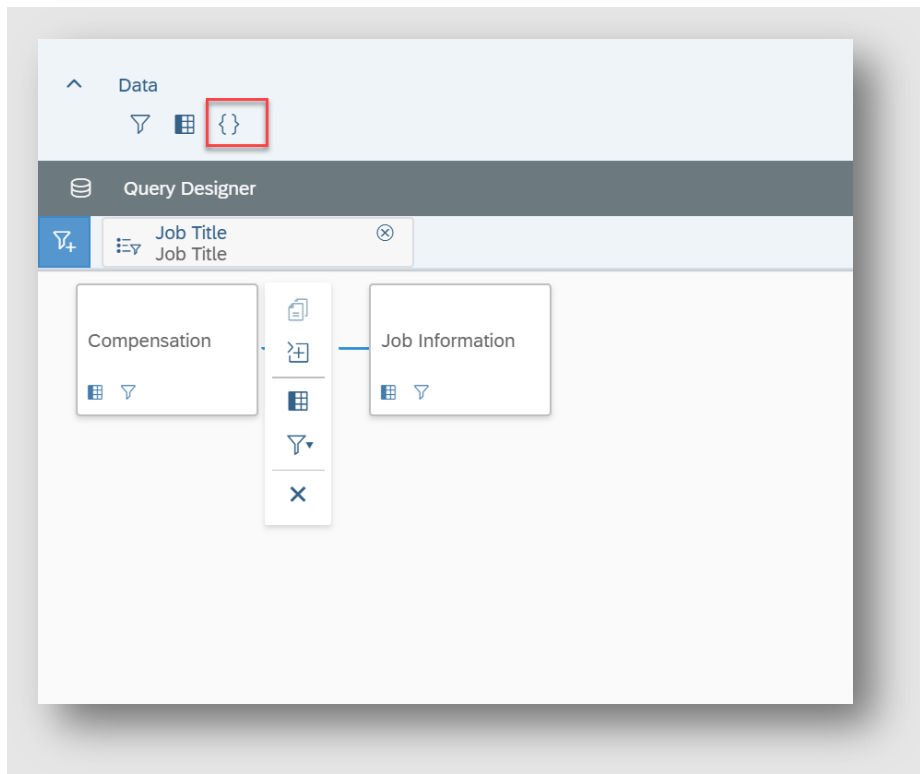 Data
{ }
Query Designer
Job Title
Job Title
Compensation
Job Information